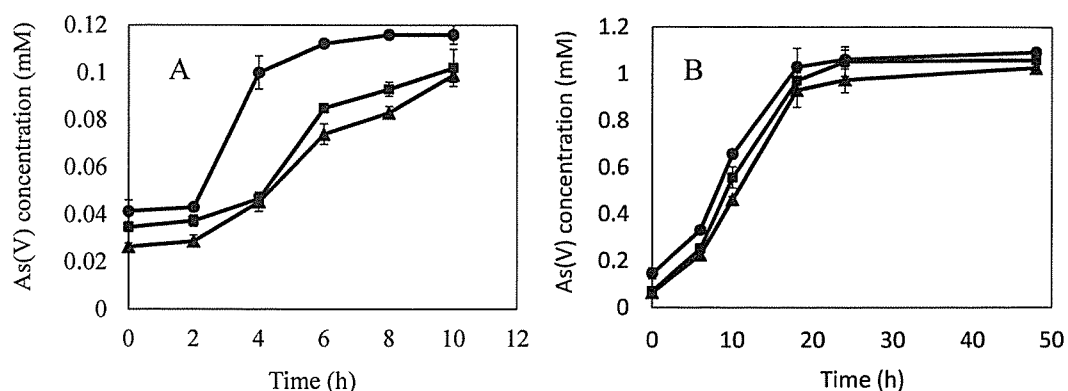 As(V) concentration (mM)
0.12
0.1
0.08
0.06
0.04
0.02
0
A
0 2 4 6 8 10 12
Time (h)
As(V) concentration (mM)
1.2
1
0.8
0.6
0.4
0.2
0
B
0 10 20 30 40 50
Time (h)